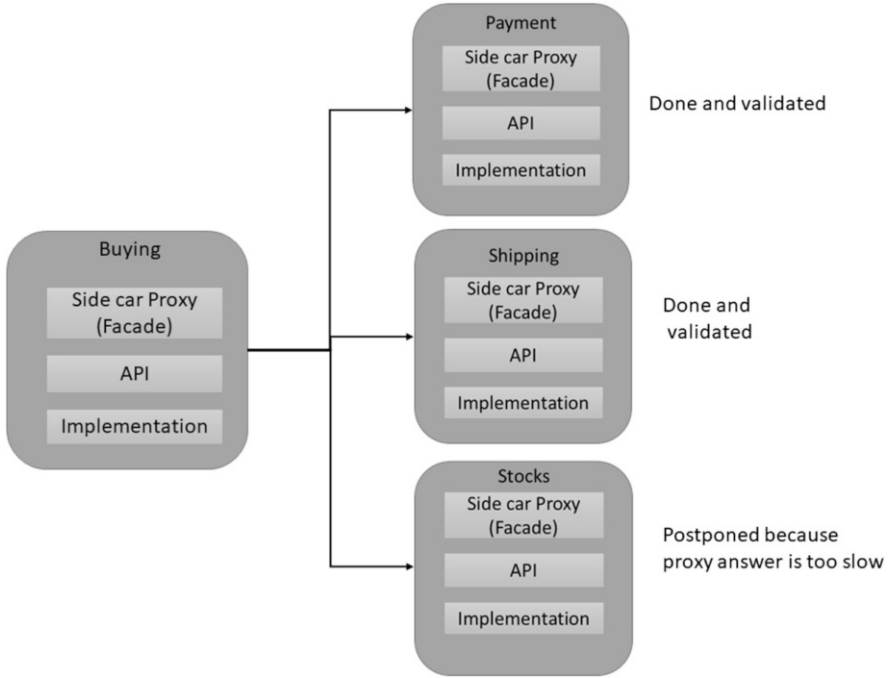 Payment
Side car Proxy
(Facade)
API
Implementation
Done and validated
Buying
Side car Proxy
(Facade)
API
Implementation
Shipping
Side car Proxy
(Facade)
API
Implementation
Done and
validated
Stocks
Side car Proxy
(Facade)
API
Implementation
Postponed because
proxy answer is too slow